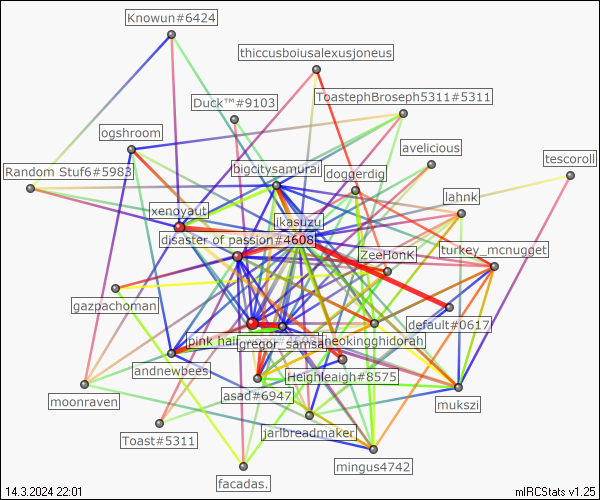 Knowun#6424
thiccusboiusalexusjoneus
Duck™#9103
ToastephBroseph5311#5311
ogshroom
avelicious
tescoroll
Random Stuf6#5983
bigcitysamurai
doggerdig
lahnk
xenoyaut
ikasuzu
disaster of passion#4608
ZeeHonK
turkey_mcnugget
gazpachoman
default#0617
gregor_samsa
neokingghidorah
andnewbees
Heighleaigh#8575
moonraven
asad#6947
mukszi
Toast#5311
jarlbreadmaker
mingus4742
facadas.
14.3.2024 22:01
mIRCStats v1.25